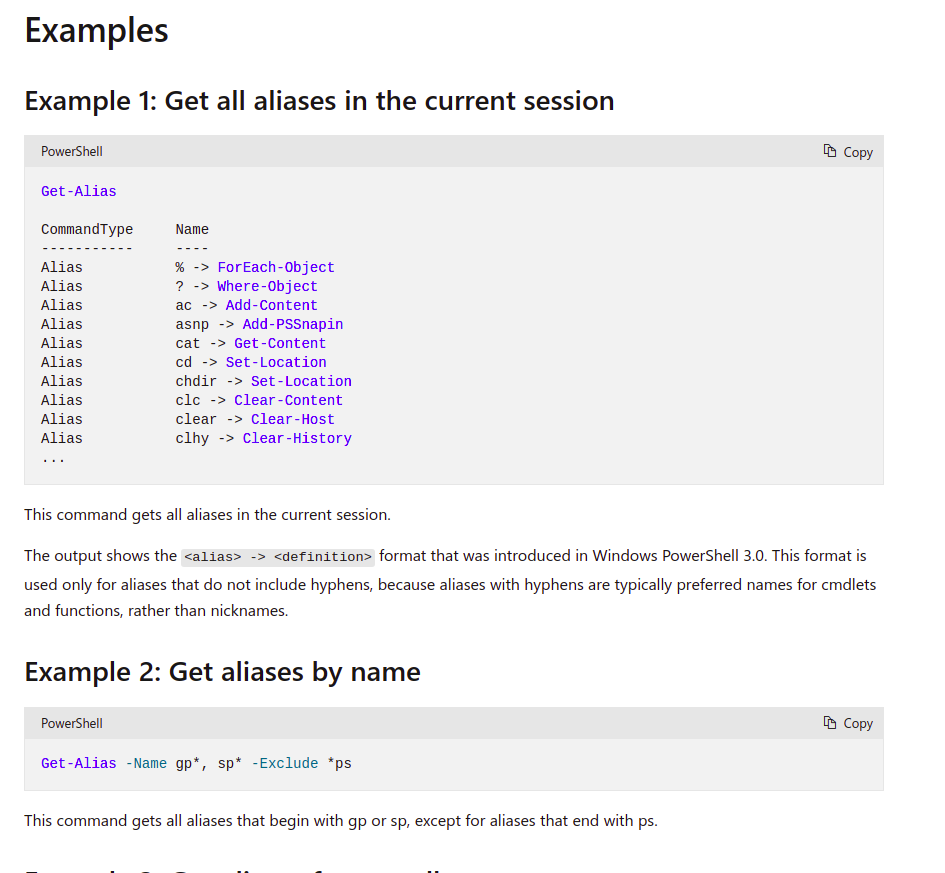 Examples
Example 1: Get all aliases in the current session
PowerShell Copy
Get-Alias
CommandType     Name
-----------     ----
Alias           % -> ForEach-Object
Alias           ? -> Where-Object
Alias           ac -> Add-Content
Alias           asnp -> Add-PSSnapin
Alias           cat -> Get-Content
Alias           cd -> Set-Location
Alias           chdir -> Set-Location
Alias           clc -> Clear-Content
Alias           clear -> Clear-Host
Alias           clhy -> Clear-History
...
This command gets all aliases in the current session.
The output shows the <alias> -> <definition> format that was introduced in Windows PowerShell 3.0. This format is
used only for aliases that do not include hyphens, because aliases with hyphens are typically preferred names for cmdlets
and functions, rather than nicknames.
Example 2: Get aliases by name
PowerShell Copy
Get-Alias -Name gp*, sp* -Exclude *ps
This command gets all aliases that begin with gp or sp, except for aliases that end with ps.